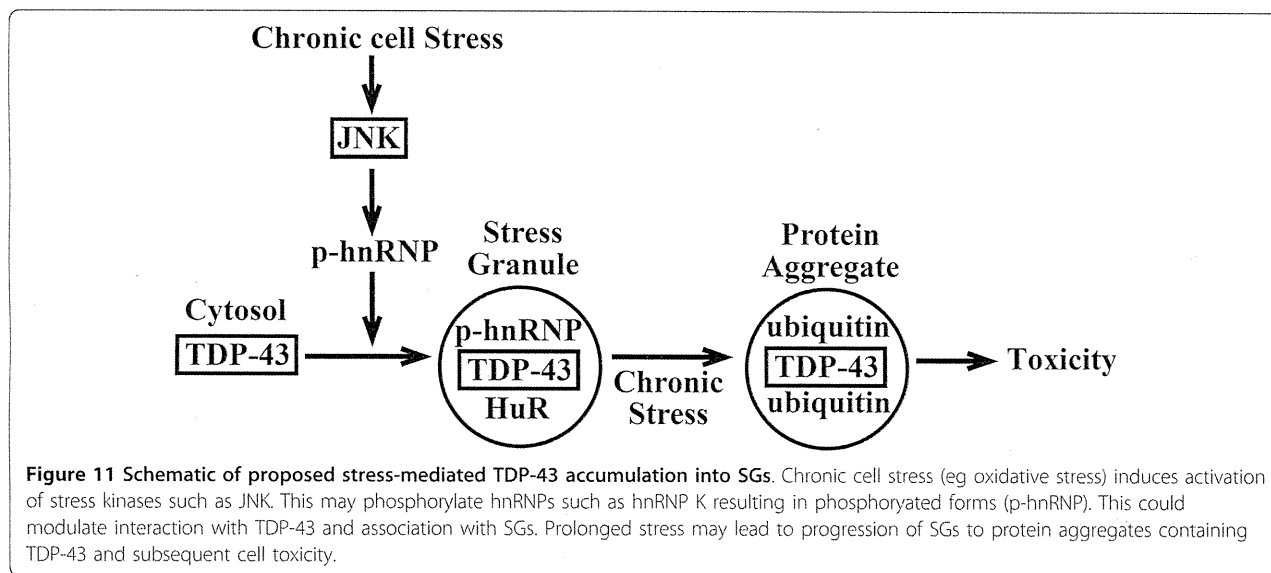 Chronic cell Stress
JNK
p-hnRNP
Stress
Granule
Protein
Aggregate
Cytosol
TDP-43
p-hnRNP
TDP-43
HuR
Chronic
Stress
ubiquitin
TDP-43
ubiquitin
Toxicity
Figure 11 Schematic of proposed stress-mediated TDP-43 accumulation into SGs. Chronic cell stress (eg oxidative stress) induces activation
of stress kinases such as JNK. This may phosphorylate hnRNPs such as hnRNP K resulting in phosphoryated forms (p-hnRNP). This could
modulate interaction with TDP-43 and association with SGs. Prolonged stress may lead to progression of SGs to protein aggregates containing
TDP-43 and subsequent cell toxicity.